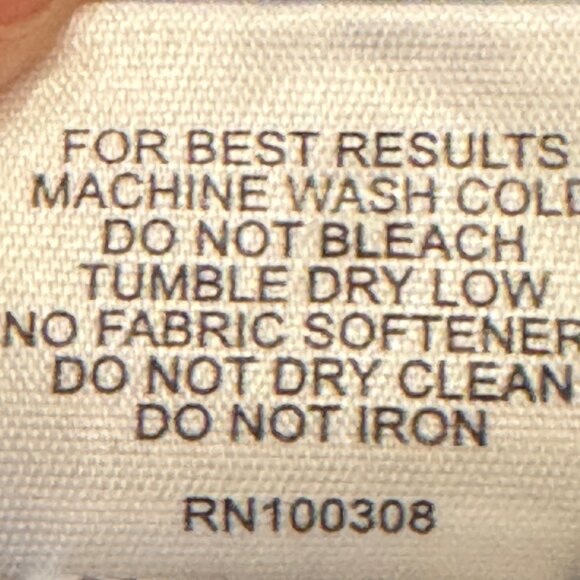 FOR BEST RESULTS
MACHINE WASH COLD
DO NOT BLEACH
TUMBLE DRY LOW
NO FABRIC SOFTENER
DO NOT DRY CLEAN
DO NOT IRON
RN100308